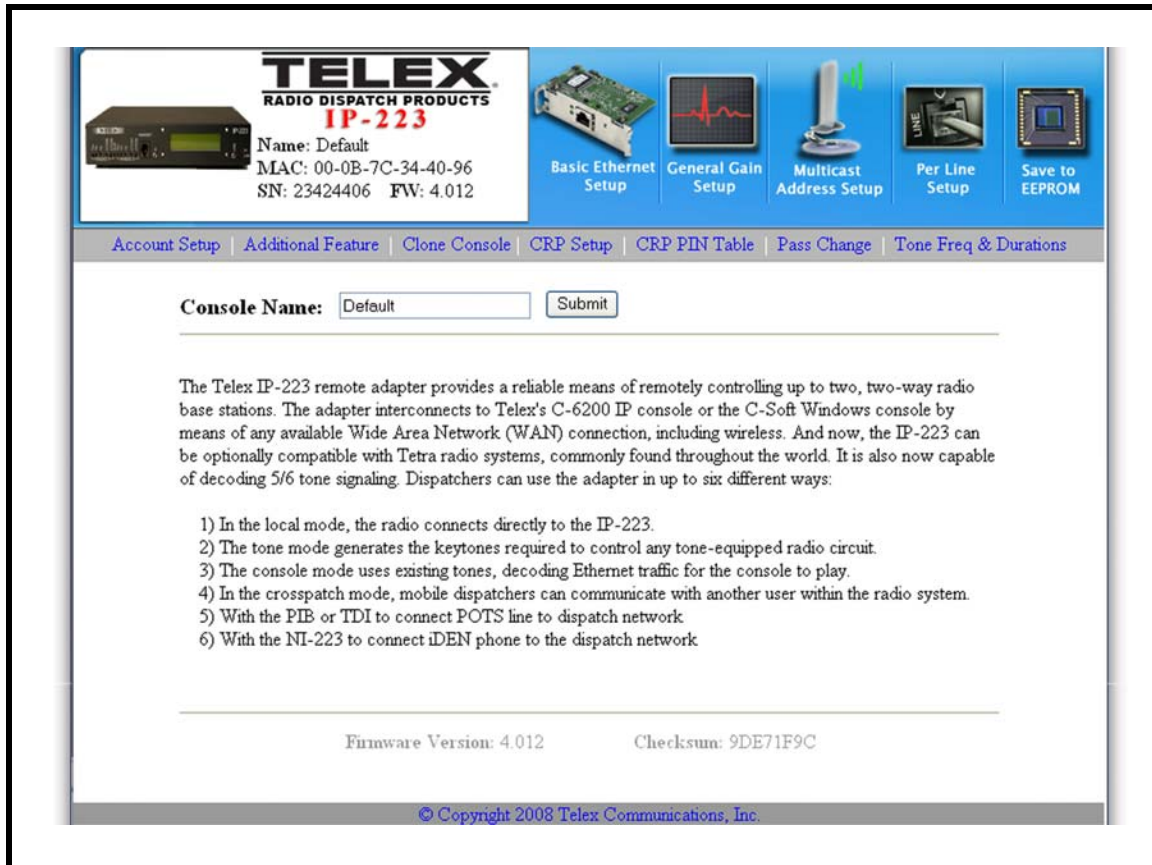 TELEX
RADIO DISPATCH PRODUCTS
IP-223
Name: Default
MAC: 00-0B-7C-34-40-96
SN: 23424406 FW: 4.012
Basic Ethernet
Setup
General Gain
Setup
Multicast
Address Setup
LINE
Per Line
Setup
Save to
EEPROM
Account Setup | Additional Feature | Clone Console | CRP Setup | CRP PIN Table | Pass Change | Tone Freq & Durations
Console Name: Default Submit
The Telex IP-223 remote adapter provides a reliable means of remotely controlling up to two, two-way radio
base stations. The adapter interconnects to Telex's C-6200 IP console or the C-Soft Windows console by
means of any available Wide Area Network (WAN) connection, including wireless. And now, the IP-223 can
be optionally compatible with Tetra radio systems, commonly found throughout the world. It is also now capable
of decoding 5/6 tone signaling. Dispatchers can use the adapter in up to six different ways:
1) In the local mode, the radio connects directly to the IP-223.
2) The tone mode generates the keytones required to control any tone-equipped radio circuit.
3) The console mode uses existing tones, decoding Ethernet traffic for the console to play.
4) In the crosspatch mode, mobile dispatchers can communicate with another user within the radio system.
5) With the PIB or TDI to connect POTS line to dispatch network
6) With the NI-223 to connect iDEN phone to the dispatch network
Firmware Version: 4.012 Checksum: 9DE71F9C
© Copyright 2008 Telex Communications, Inc.